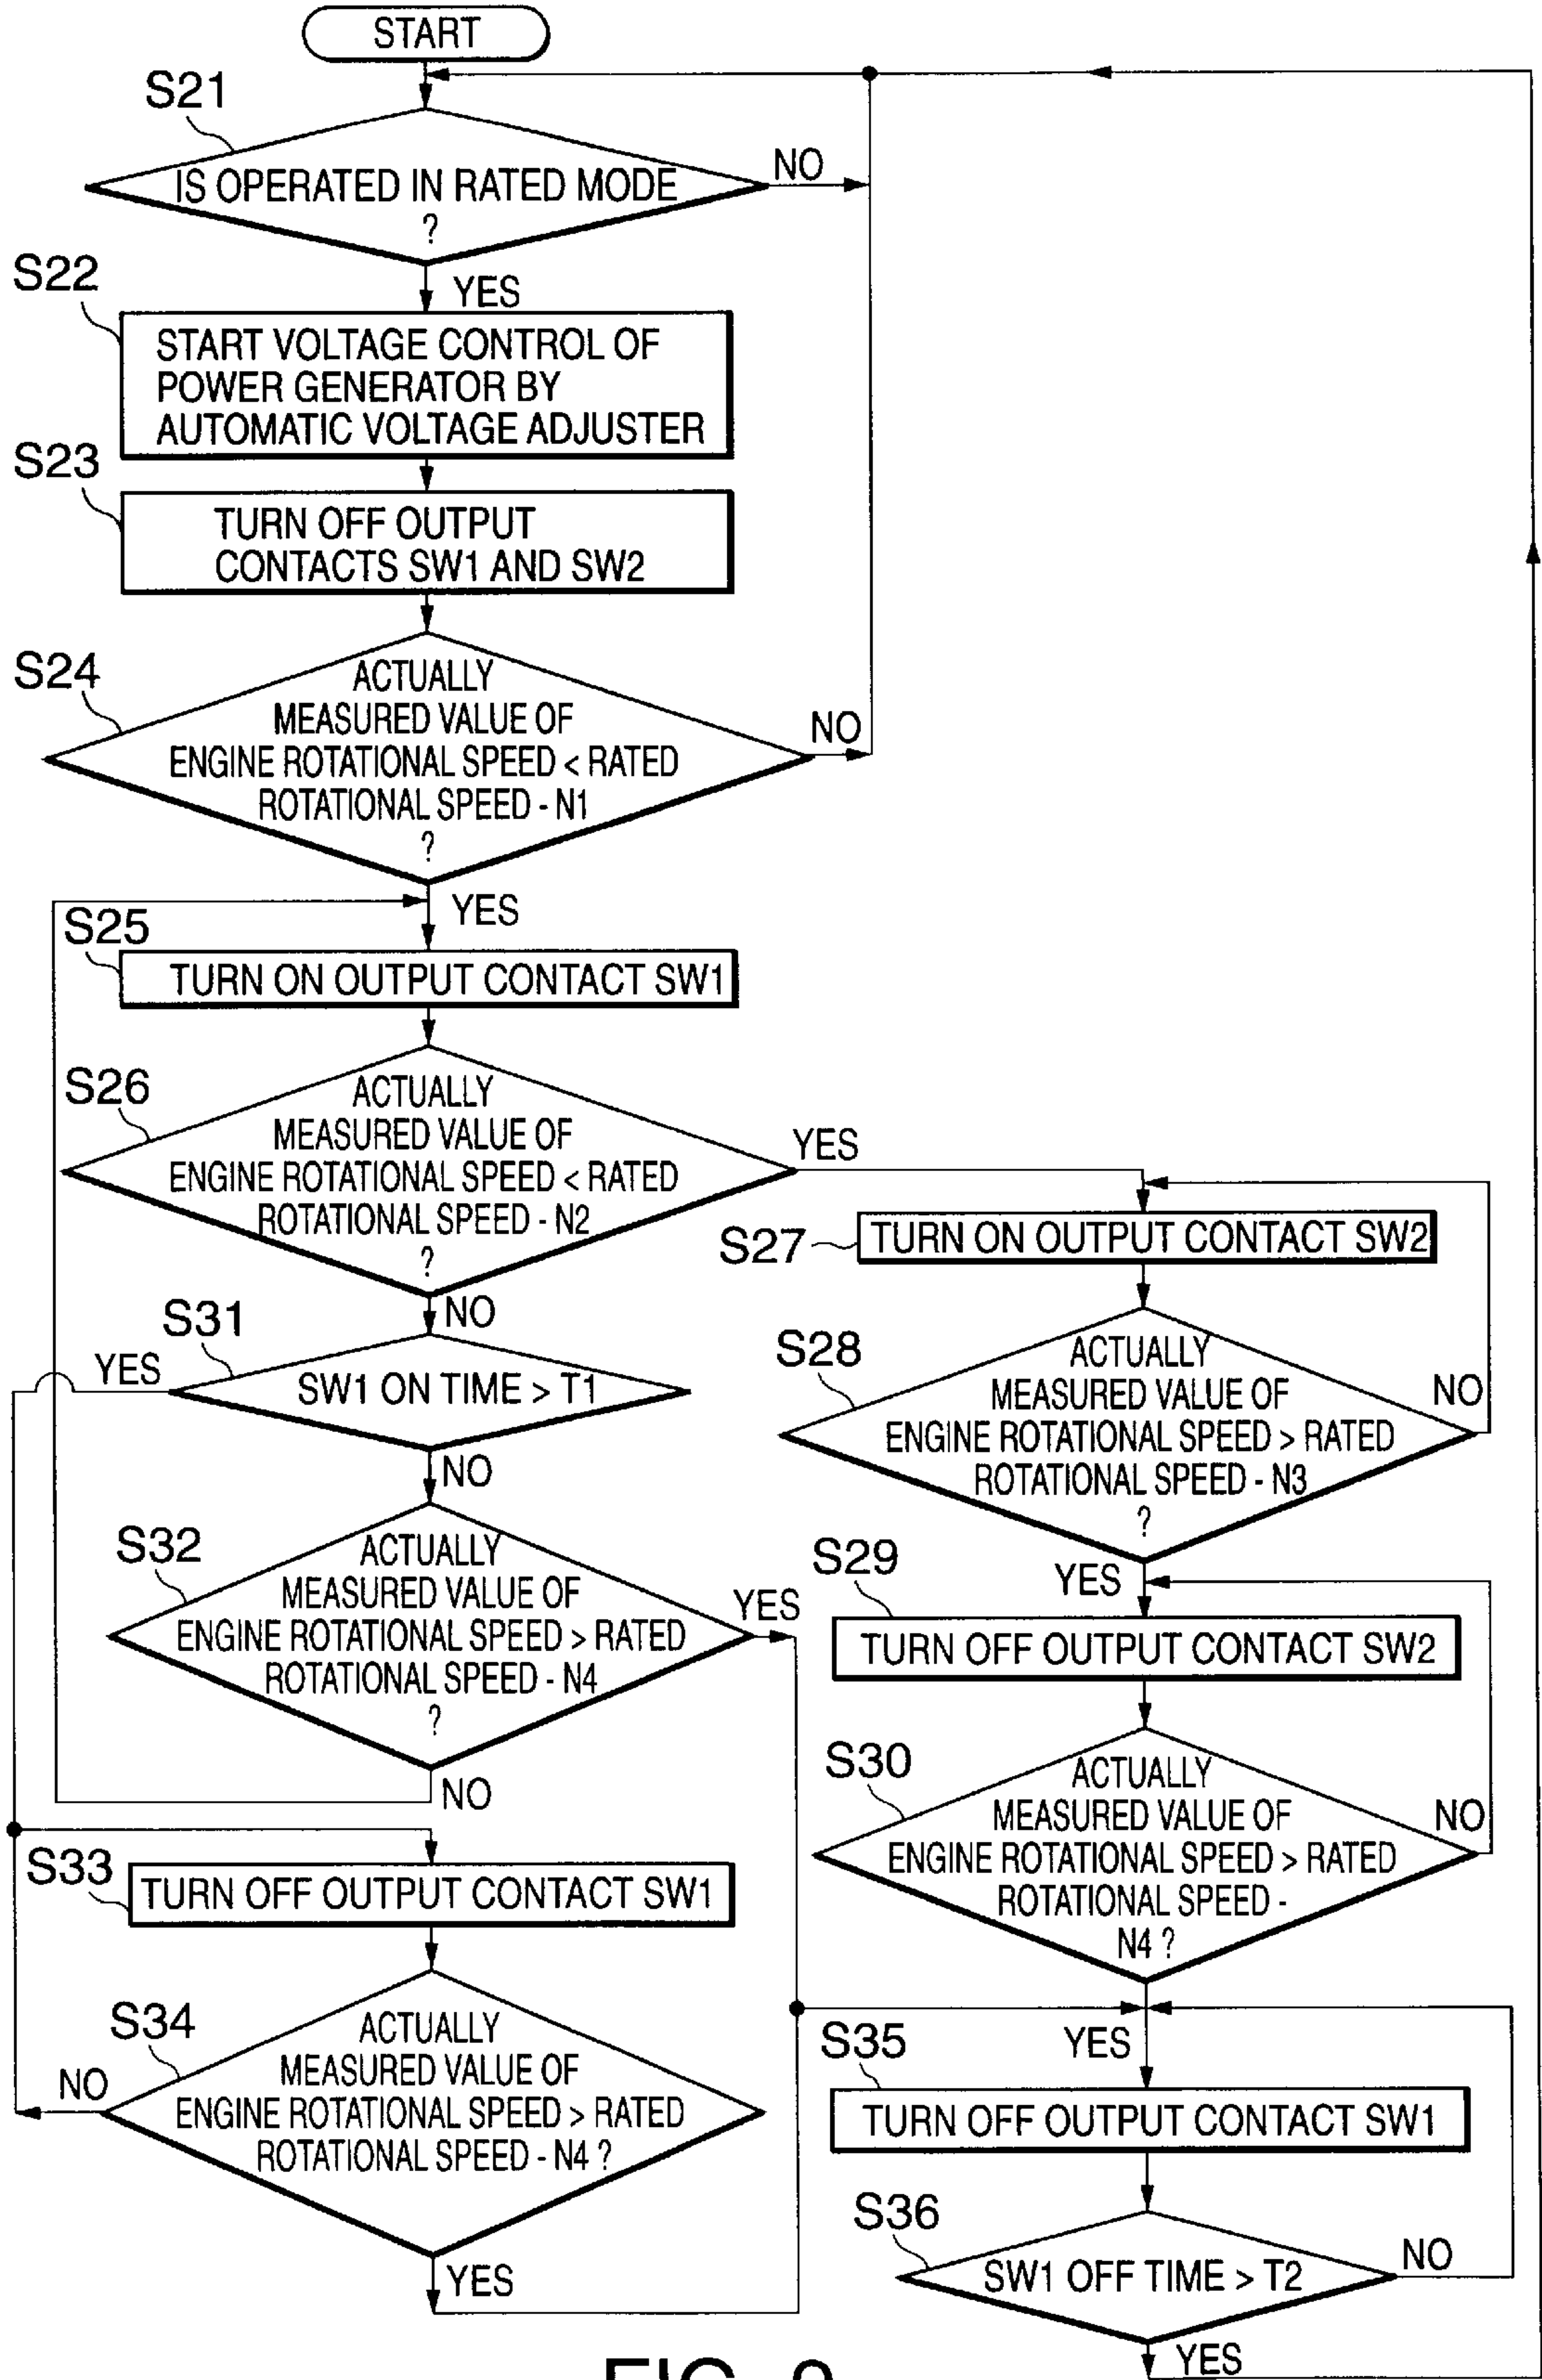 START
S21
IS OPERATED IN RATED MODE
?
NO
YES
S22
START VOLTAGE CONTROL OF
POWER GENERATOR BY
AUTOMATIC VOLTAGE ADJUSTER
S23
TURN OFF OUTPUT
CONTACTS SW1 AND SW2
S24
ACTUALLY
MEASURED VALUE OF
ENGINE ROTATIONAL SPEED < RATED
ROTATIONAL SPEED - N1
?
NO
YES
S25
TURN ON OUTPUT CONTACT SW1
S26
ACTUALLY
MEASURED VALUE OF
ENGINE ROTATIONAL SPEED < RATED
ROTATIONAL SPEED - N2
?
YES
NO
S27
TURN ON OUTPUT CONTACT SW2
S28
ACTUALLY
MEASURED VALUE OF
ENGINE ROTATIONAL SPEED > RATED
ROTATIONAL SPEED - N3
?
NO
YES
S29
TURN OFF OUTPUT CONTACT SW2
S30
ACTUALLY
MEASURED VALUE OF
ENGINE ROTATIONAL SPEED > RATED
ROTATIONAL SPEED -
N4 ?
NO
YES
S31
SW1 ON TIME > T1
YES
NO
S32
ACTUALLY
MEASURED VALUE OF
ENGINE ROTATIONAL SPEED > RATED
ROTATIONAL SPEED - N4
?
YES
NO
S33
TURN OFF OUTPUT CONTACT SW1
S34
ACTUALLY
MEASURED VALUE OF
ENGINE ROTATIONAL SPEED > RATED
ROTATIONAL SPEED - N4 ?
NO
YES
S35
TURN OFF OUTPUT CONTACT SW1
S36
SW1 OFF TIME > T2
NO
YES
FIG.